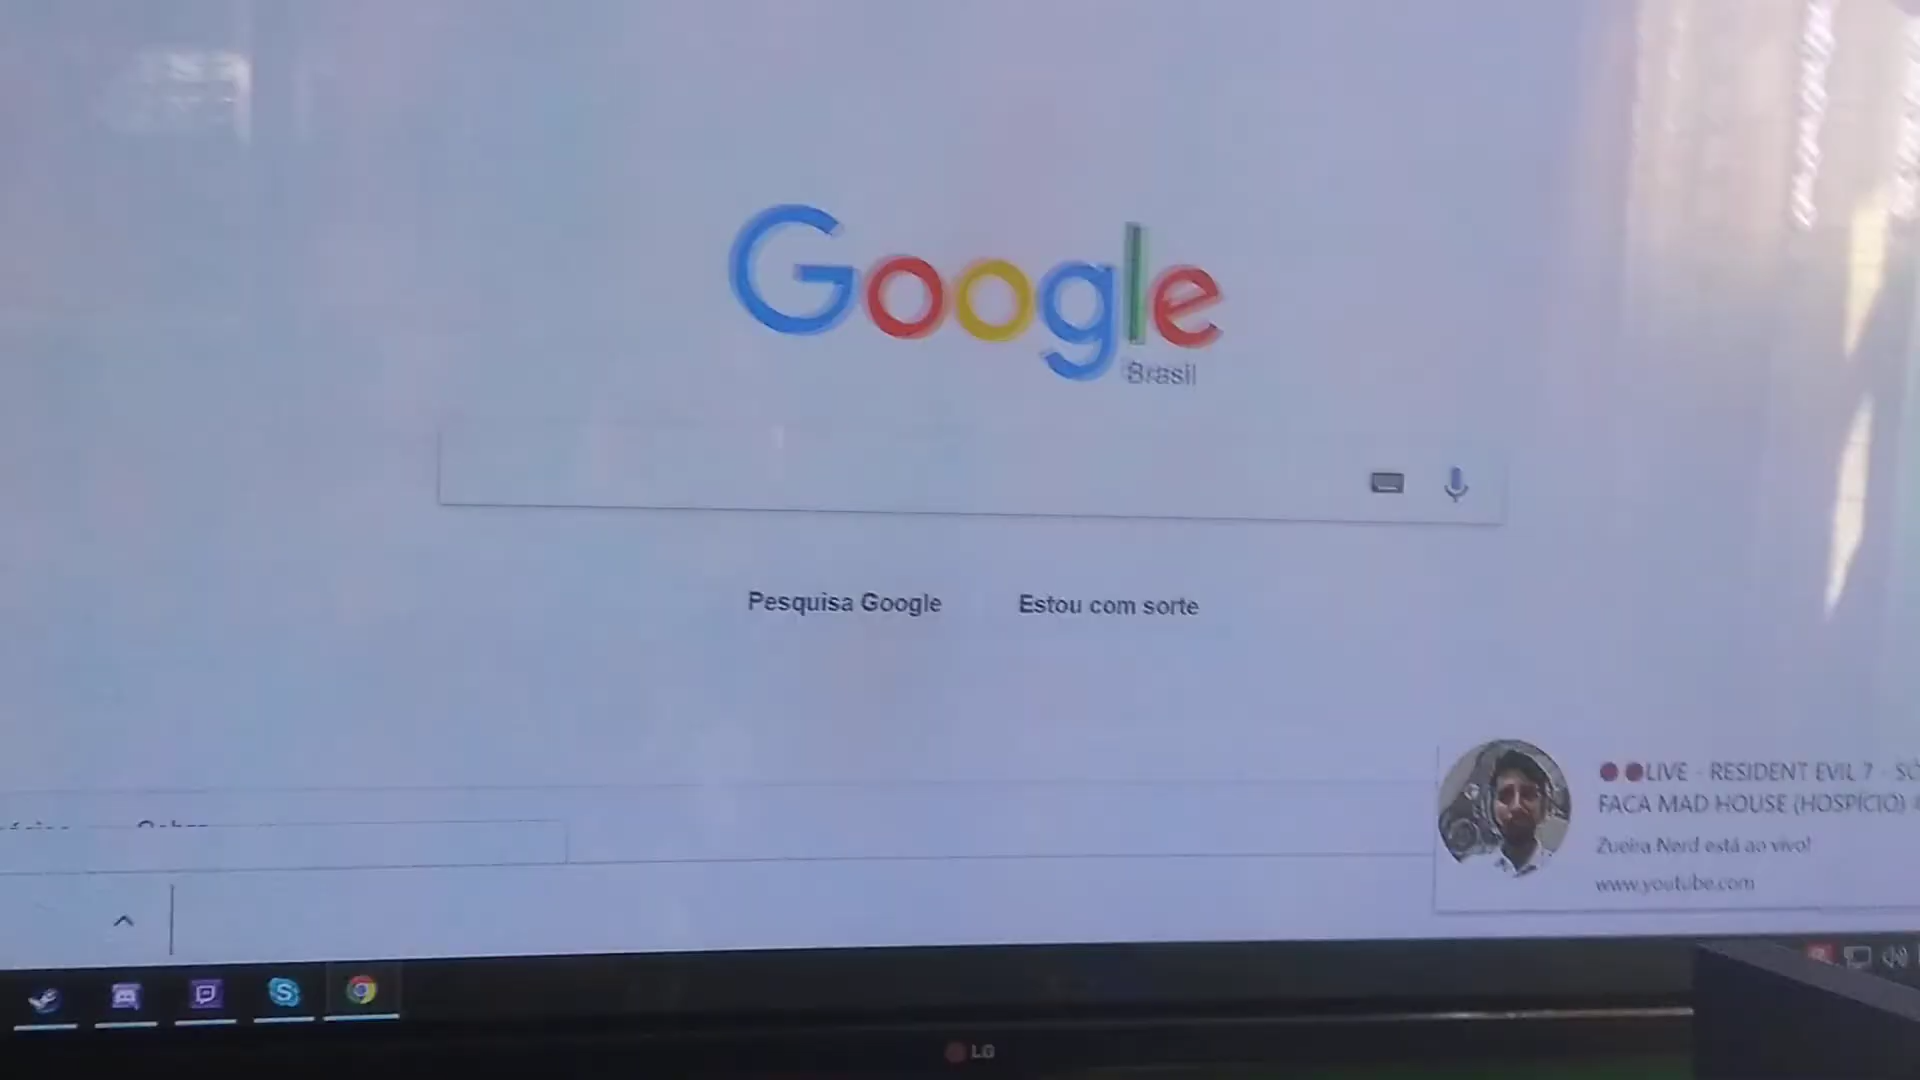 Google
Brasil
Pesquisa Google
Estou com sorte
LIVE - RESIDENT EVIL 7 - SÓ
FACA MAD HOUSE (HOSPÍCIO)
Zueira Nerd está ao vivo!
www.youtube.com
LG